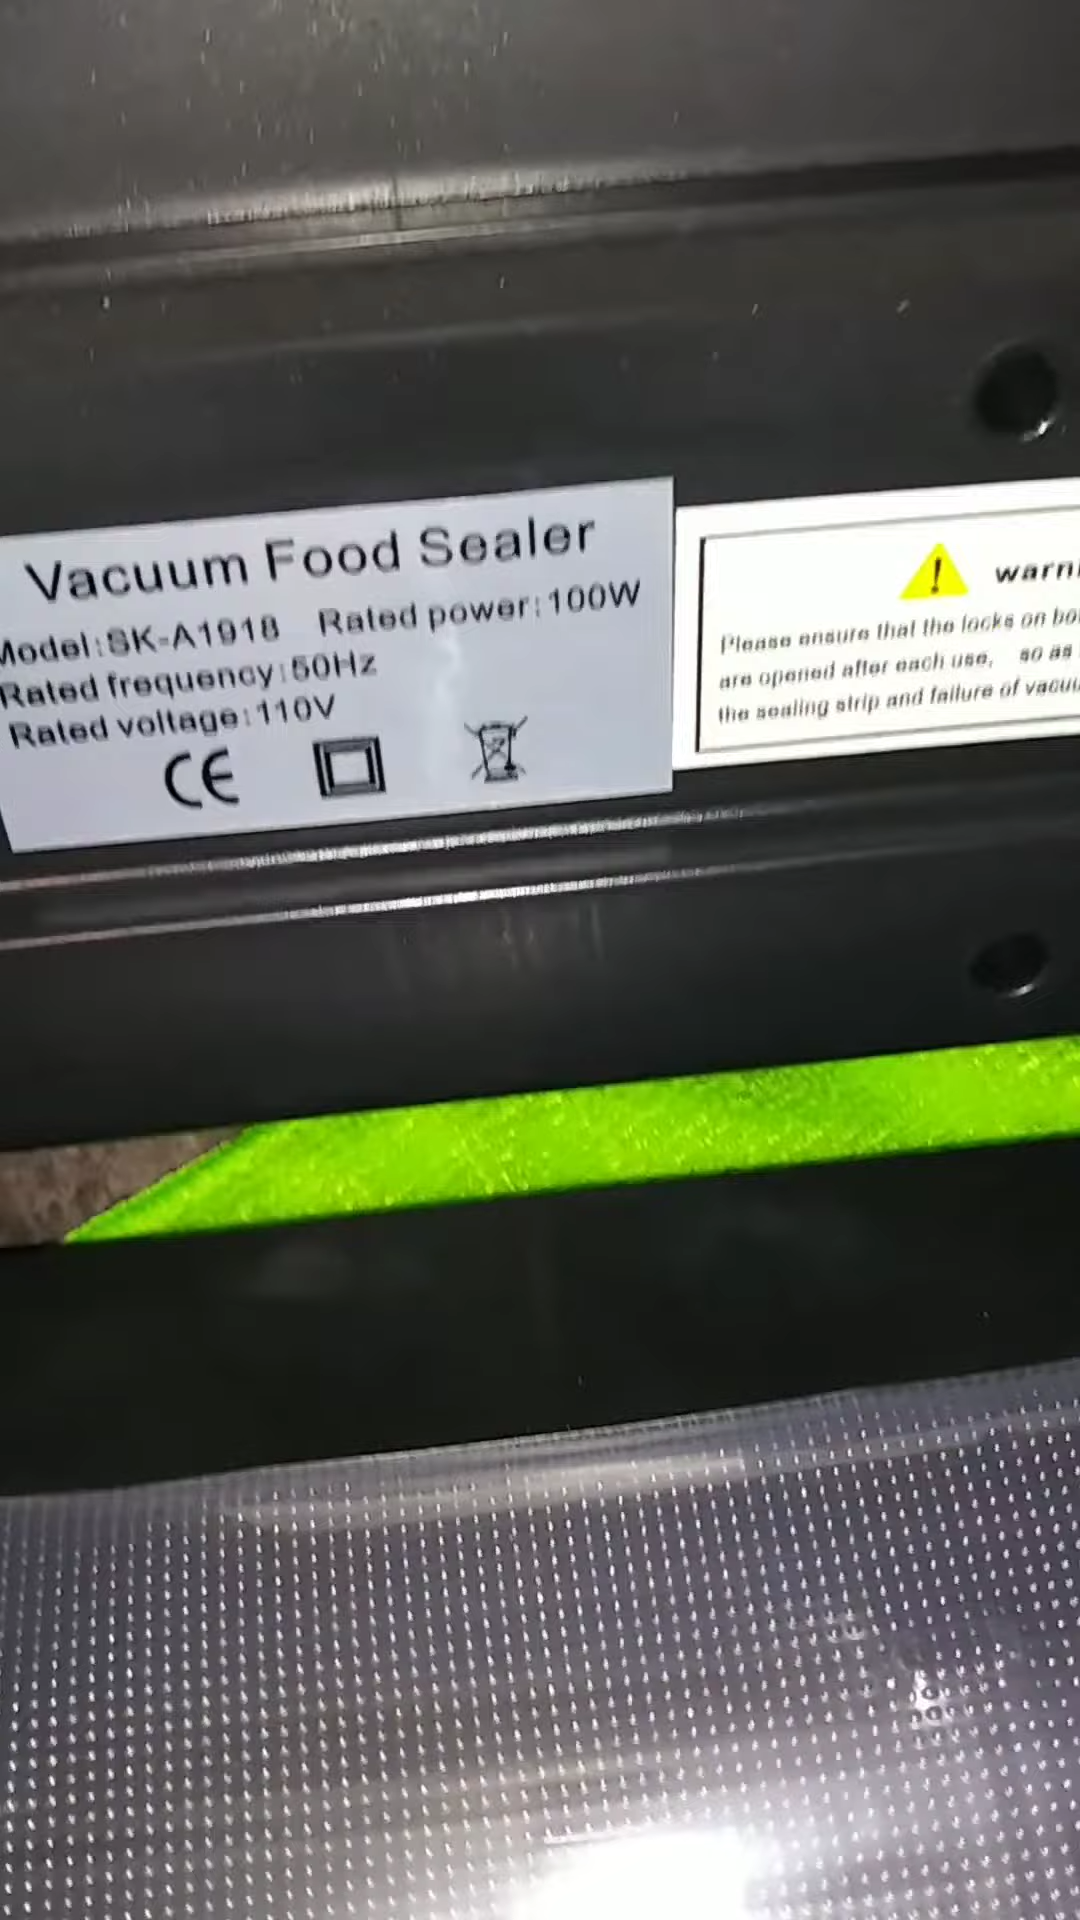 Vacuum Food Sealer
Model:SK-A1918 Rated power:100W
Rated frequency:50Hz
Rated voltage:110V
CE
! warni
Please ensure that the locks on bo
are opened after each use, so as
the sealing strip and failure of vacuu